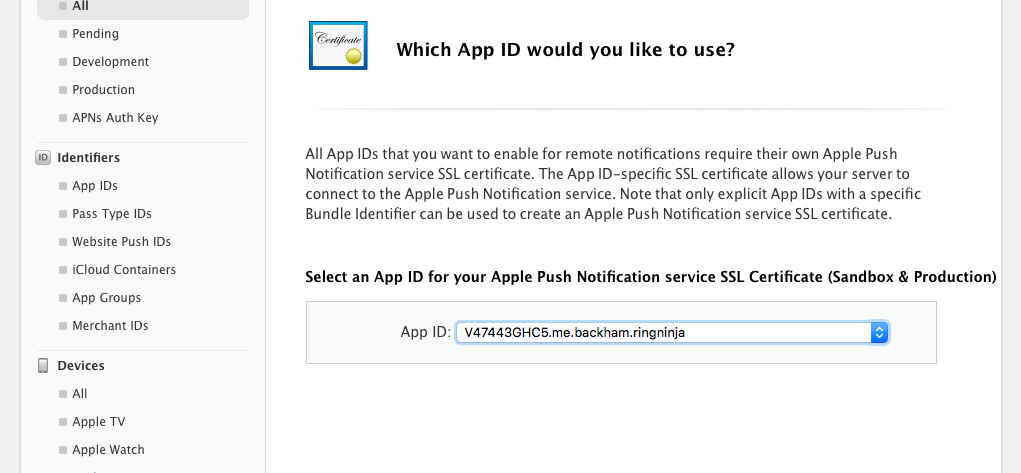 All
Pending
Development
Production
APNs Auth Key
ID Identifiers
App IDs
Pass Type IDs
Website Push IDs
iCloud Containers
App Groups
Merchant IDs
Devices
All
Apple TV
Apple Watch
Certificate
Which App ID would you like to use?
All App IDs that you want to enable for remote notifications require their own Apple Push
Notification service SSL certificate. The App ID-specific SSL certificate allows your server to
connect to the Apple Push Notification service. Note that only explicit App IDs with a specific
Bundle Identifier can be used to create an Apple Push Notification service SSL certificate.
Select an App ID for your Apple Push Notification service SSL Certificate (Sandbox & Production)
App ID: V47443GHC5.me.backham.ringninja